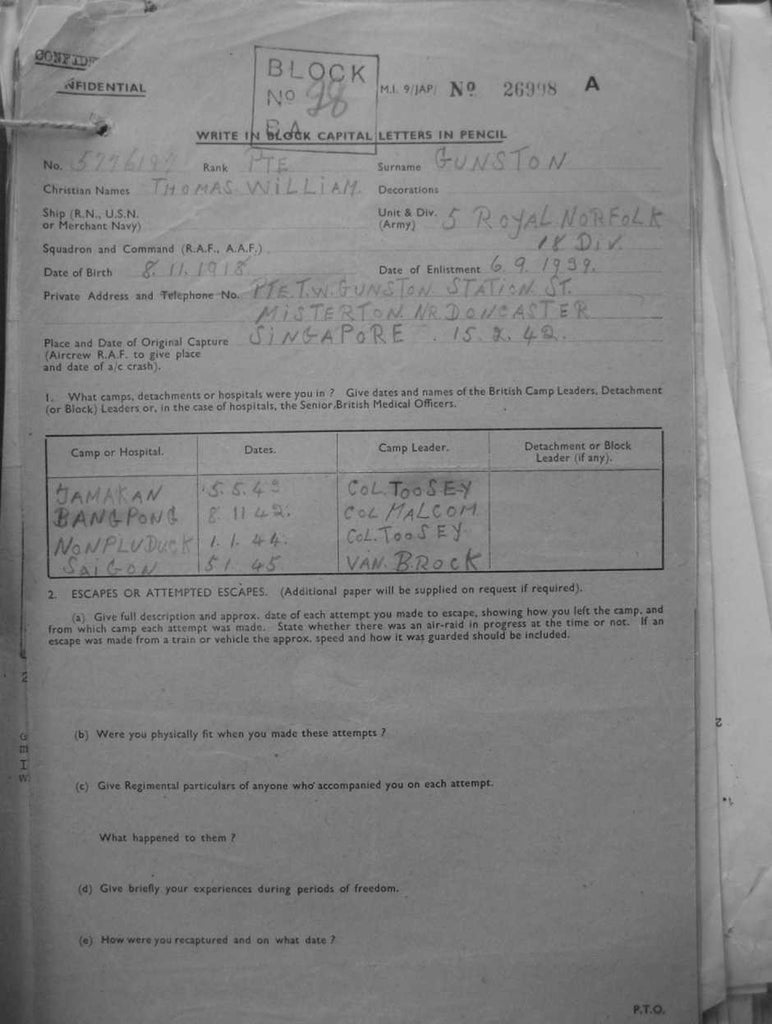 CONFIDE
NFIDENTIAL
BLOCK
No 98
M.I. 9/JAP/ No 26998 A
WRITE IN BLOCK CAPITAL LETTERS IN PENCIL
No. Rank PTE Surname GUNSTON
Christian Names THOMAS WILLIAM. Decorations
Ship (R.N., U.S.N. or Merchant Navy)
Unit & Div. (Army) 5 ROYAL NORFOLK
18 DIV.
Squadron and Command (R.A.F., A.A.F.)
Date of Birth 8.11.1918 Date of Enlistment 6.9.1939.
Private Address and Telephone No. PTE.T.W.GUNSTON STATION ST.
MISTERTON. NR. DONCASTER
Place and Date of Original Capture SINGAPORE. 15.2.42.
(Aircrew R.A.F. to give place
and date of a/c crash).
1. What camps, detachments or hospitals were you in ? Give dates and names of the British Camp Leaders, Detachment
(or Block) Leaders or, in the case of hospitals, the Senior British Medical Officers.
Camp or Hospital. Dates. Camp Leader. Detachment or Block
Leader (if any).
TAMAKAN 5.5.43 COL.TOOSEY
BANGPONG 8 11 42. COL MALCOM
NONPLUDUCK 1.1.44. COL.TOOSEY.
SAIGON 5 1.45. VAN.BROCK
2. ESCAPES OR ATTEMPTED ESCAPES. (Additional paper will be supplied on request if required).
(a) Give full description and approx. date of each attempt you made to escape, showing how you left the camp, and
from which camp each attempt was made. State whether there was an air-raid in progress at the time or not. If an
escape was made from a train or vehicle the approx. speed and how it was guarded should be included.
(b) Were you physically fit when you made these attempts ?
(c) Give Regimental particulars of anyone who accompanied you on each attempt.
What happened to them ?
(d) Give briefly your experiences during periods of freedom.
(e) How were you recaptured and on what date ?
P.T.O.